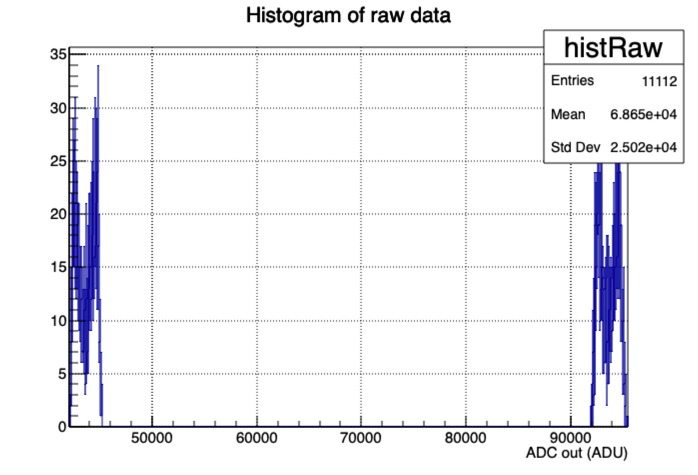 Histogram of raw data
histRaw
Entries 11112
Mean 6.865e+04
Std Dev 2.502e+04
35
30
25
20
15
10
5
0
50000 60000 70000 80000 90000
ADC out (ADU)